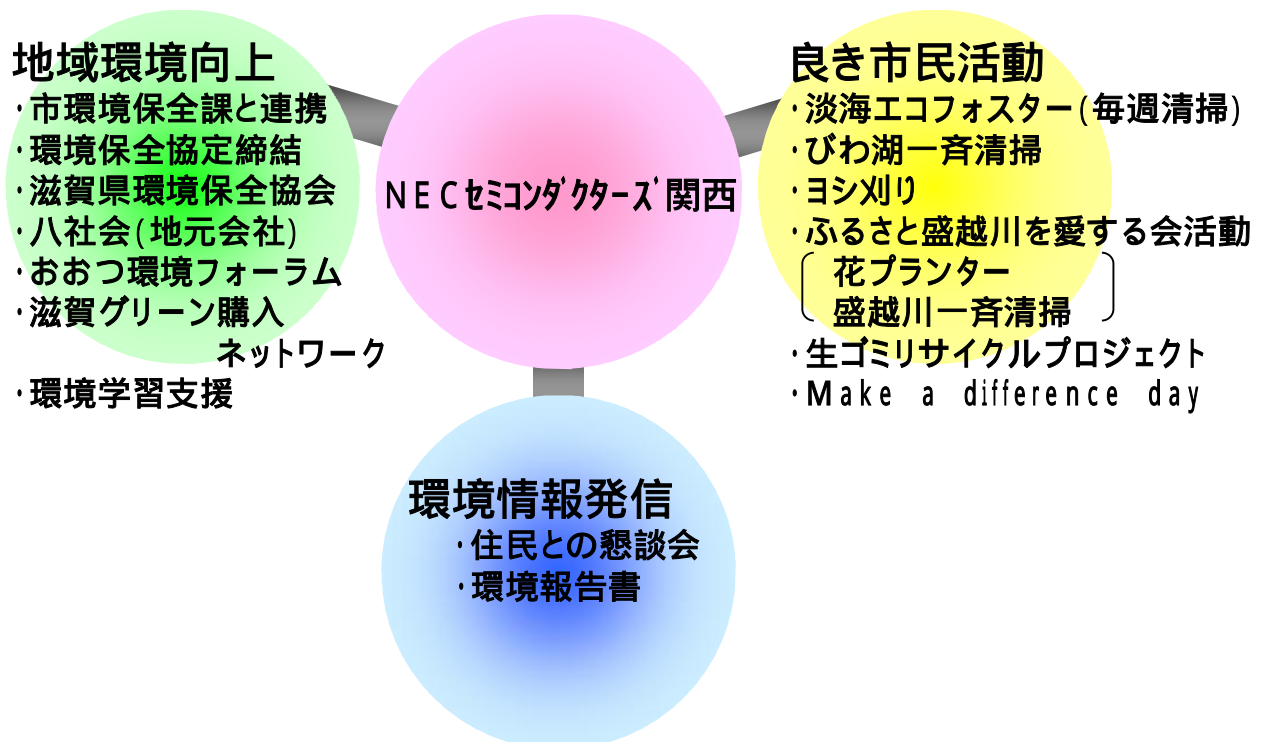 地域環境向上
・市環境保全課と連携
・環境保全協定締結
・滋賀県環境保全協会
・八社会(地元会社)
・おおつ環境フォーラム
・滋賀グリーン購入
ネットワーク
・環境学習支援
NECセミコンダクターズ関西
良き市民活動
・淡海エコフォスター(毎週清掃)
・びわ湖一斉清掃
・ヨシ刈り
・ふるさと盛越川を愛する会活動
花プランター
盛越川一斉清掃
・生ゴミリサイクルプロジェクト
・Make a difference day
環境情報発信
・住民との懇談会
・環境報告書